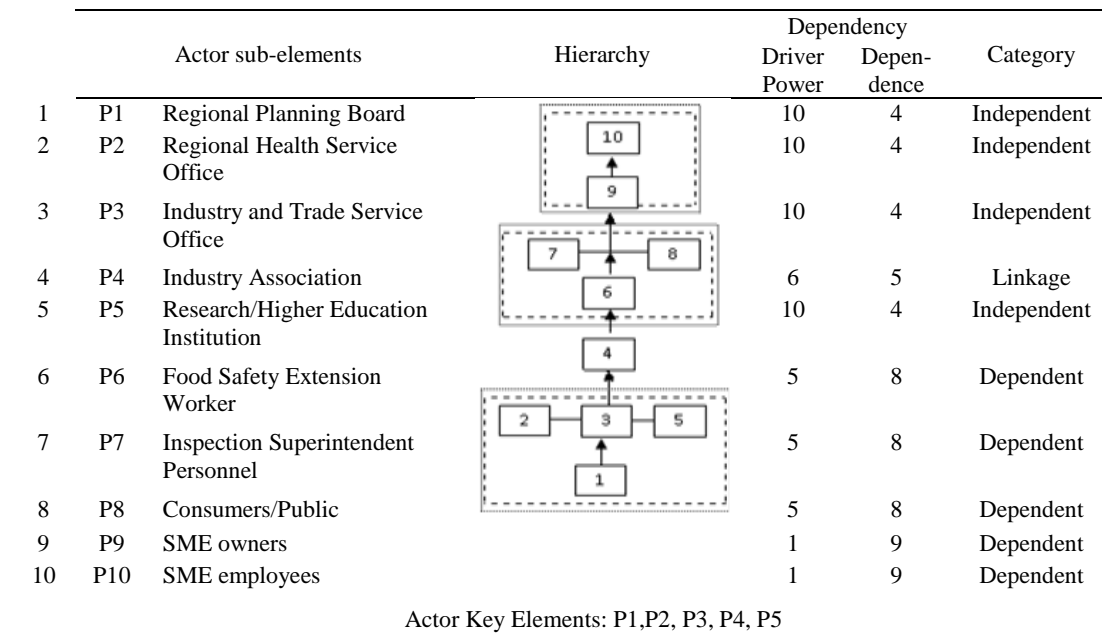 Dependency
Actor sub-elements Hierarchy Driver Depen- Category
Power dence
1 P1 Regional Planning Board 10 4 Independent
2 P2 Regional Health Service 10 4 Independent
Office
3 P3 Industry and Trade Service 10 4 Independent
Office
4 P4 Industry Association 6 5 Linkage
5 P5 Research/Higher Education 10 4 Independent
Institution
6 P6 Food Safety Extension 5 8 Dependent
Worker
7 P7 Inspection Superintendent 5 8 Dependent
Personnel
8 P8 Consumers/Public 5 8 Dependent
9 P9 SME owners 1 9 Dependent
10 P10 SME employees 1 9 Dependent
10
9
7 8
6
4
2 3 5
1
Actor Key Elements: P1,P2, P3, P4, P5